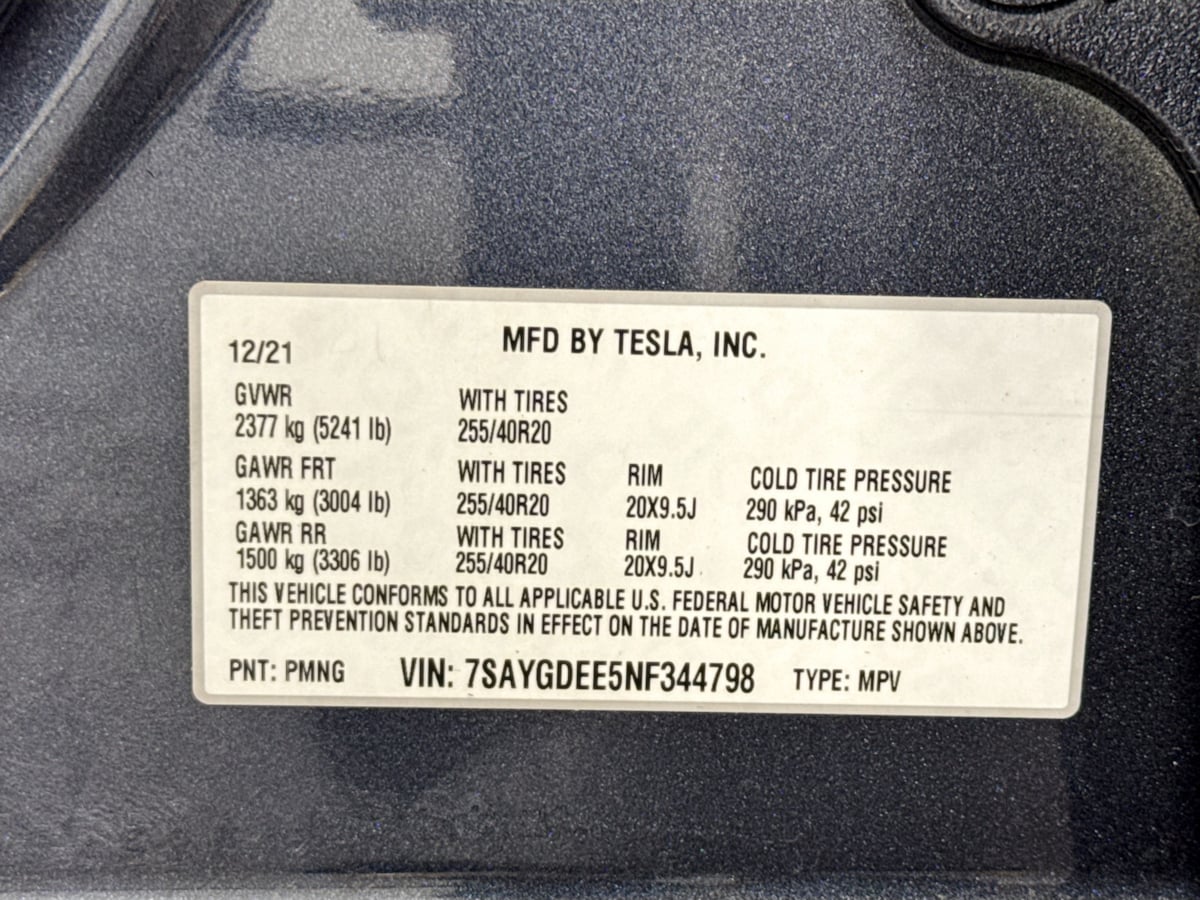 12/21 MFD BY TESLA, INC.
GVWR WITH TIRES
2377 kg (5241 lb) 255/40R20
GAWR FRT WITH TIRES RIM COLD TIRE PRESSURE
1363 kg (3004 lb) 255/40R20 20X9.5J 290 kPa, 42 psi
GAWR RR WITH TIRES RIM COLD TIRE PRESSURE
1500 kg (3306 lb) 255/40R20 20X9.5J 290 kPa, 42 psi
THIS VEHICLE CONFORMS TO ALL APPLICABLE U.S. FEDERAL MOTOR VEHICLE SAFETY AND
THEFT PREVENTION STANDARDS IN EFFECT ON THE DATE OF MANUFACTURE SHOWN ABOVE.
PNT: PMNG VIN: 7SAYGDEE5NF344798 TYPE: MPV